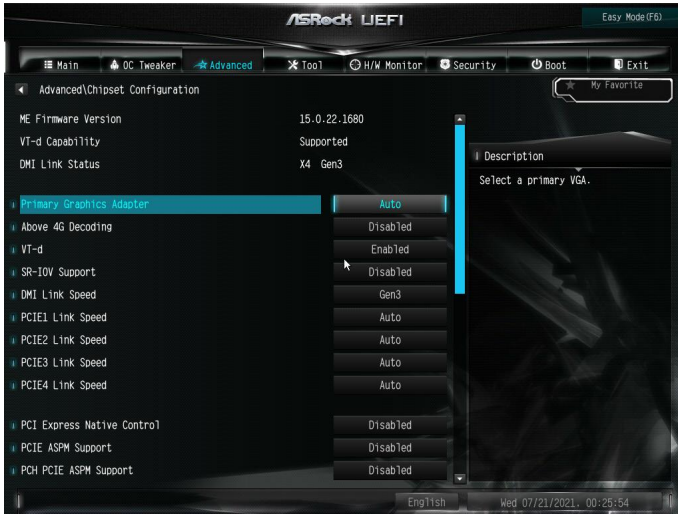 ASRock UEFI
Easy Mode(F6)
Main
OC Tweaker
Advanced
Tool
H/W Monitor
Security
Boot
Exit
Advanced\Chipset Configuration
My Favorite
ME Firmware Version 15.0.22.1680
VT-d Capability Supported
DMI Link Status X4 Gen3
Description
Select a primary VGA.
Primary Graphics Adapter Auto
Above 4G Decoding Disabled
VT-d Enabled
SR-IOV Support Disabled
DMI Link Speed Gen3
PCIE1 Link Speed Auto
PCIE2 Link Speed Auto
PCIE3 Link Speed Auto
PCIE4 Link Speed Auto
PCI Express Native Control Disabled
PCIE ASPM Support Disabled
PCH PCIE ASPM Support Disabled
English
Wed 07/21/2021. 00:25:54